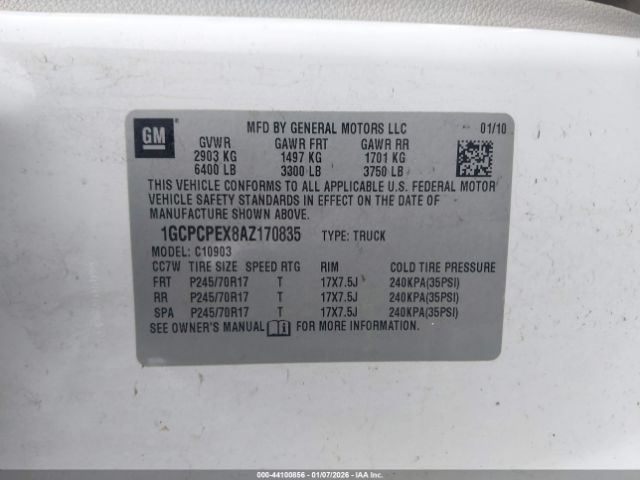 GM
MFD BY GENERAL MOTORS LLC 01/10
GVWR GAWR FRT GAWR RR
2903 KG 1497 KG 1701 KG
6400 LB 3300 LB 3750 LB
THIS VEHICLE CONFORMS TO ALL APPLICABLE U.S. FEDERAL MOTOR
VEHICLE SAFETY STANDARDS IN EFFECT ON THE DATE OF
MANUFACTURE SHOWN ABOVE.
1GCPCPEX8AZ170835 TYPE: TRUCK
MODEL: C10903
CC7W TIRE SIZE SPEED RTG RIM COLD TIRE PRESSURE
FRT P245/70R17 T 17X7.5J 240KPA(35PSI)
RR P245/70R17 T 17X7.5J 240KPA(35PSI)
SPA P245/70R17 T 17X7.5J 240KPA(35PSI)
SEE OWNER'S MANUAL FOR MORE INFORMATION.
000-44100856 | 01/07/2026 | IAA Holdings, LLC.